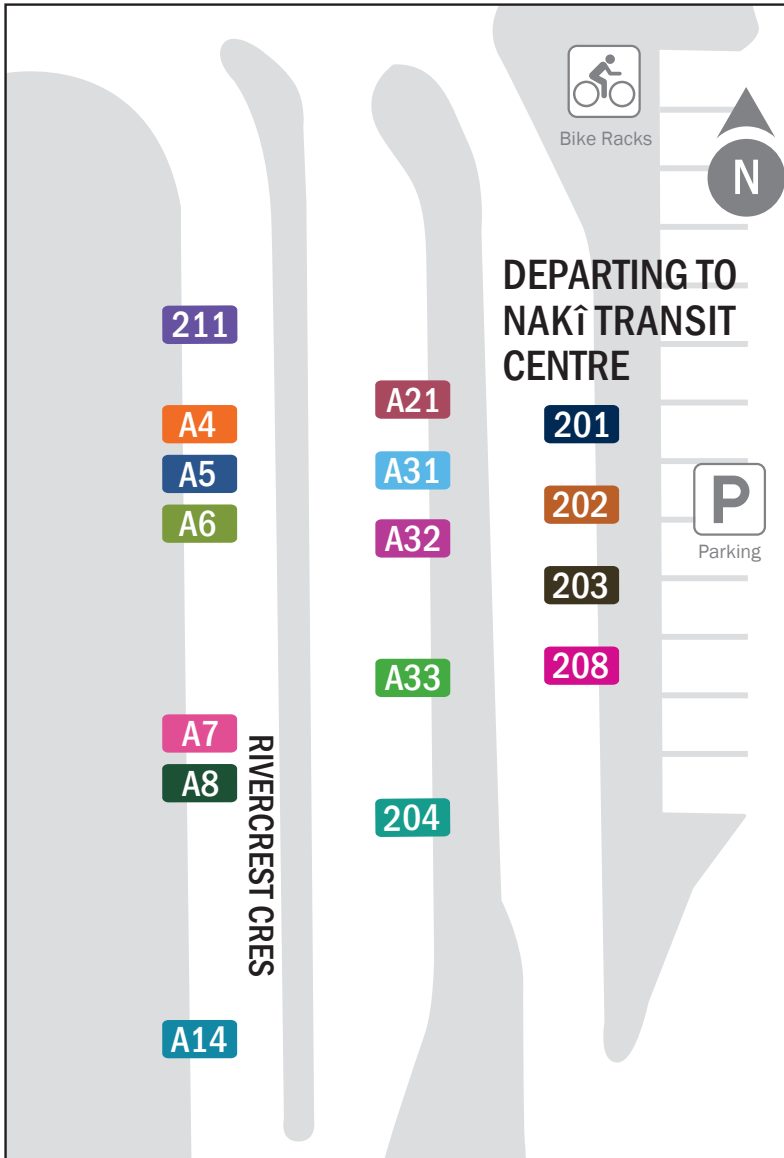 Bike Racks
N
DEPARTING TO
NAKî TRANSIT
CENTRE
211
A4
A5
A6
A7
A8
A14
RIVERCREST CRES
A21
A31
A32
A33
204
201
202
203
208
P
Parking